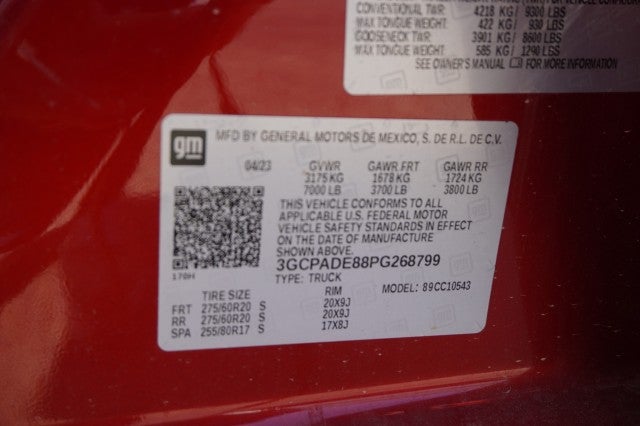 CONVENTIONAL TWR: 4218 KG / 9300 LBS
MAX TONGUE WEIGHT: 422 KG / 930 LBS
GOOSENECK TWR: 3901 KG / 8600 LBS
MAX TONGUE WEIGHT: 585 KG / 1290 LBS
SEE OWNER'S MANUAL FOR MORE INFORMATION
gm
MFD BY GENERAL MOTORS DE MEXICO, S. DE R.L. DE C.V.
04/23 GVWR GAWR FRT GAWR RR
3175 KG 1678 KG 1724 KG
7000 LB 3700 LB 3800 LB
THIS VEHICLE CONFORMS TO ALL
APPLICABLE U.S. FEDERAL MOTOR
VEHICLE SAFETY STANDARDS IN EFFECT
ON THE DATE OF MANUFACTURE
SHOWN ABOVE.
3GCPADE88PG268799
170H
TYPE: TRUCK
MODEL: 89CC10543
TIRE SIZE RIM
FRT 275/60R20 S 20X9J
RR 275/60R20 S 20X9J
SPA 255/80R17 S 17X8J